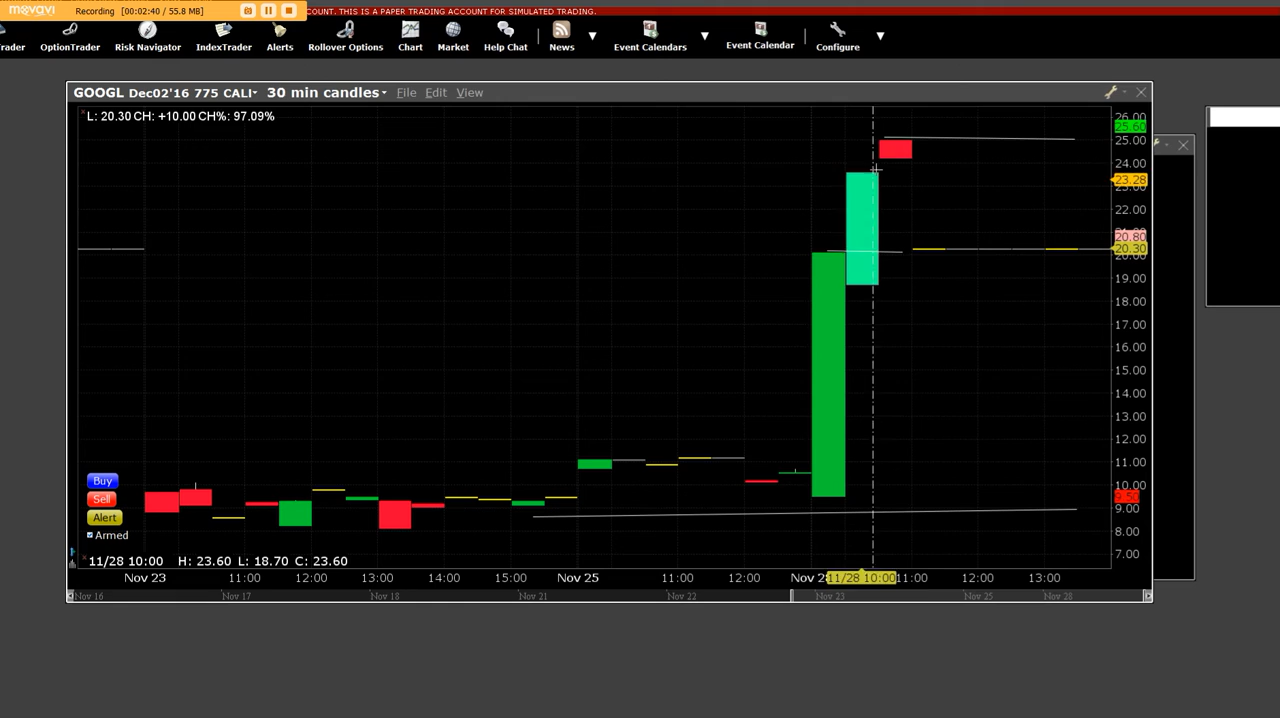 movavi Recording [00:02:40 / 55.8 MB] COUNT. THIS IS A PAPER TRADING ACCOUNT FOR SIMULATED TRADING.
rader OptionTrader Risk Navigator IndexTrader Alerts Rollover Options Chart Market Help Chat News Event Calendars Event Calendar Configure
GOOGL Dec02'16 775 CALL 30 min candles File Edit View
L: 20.30 CH: +10.00 CH%: 97.09%
26.00
25.60
25.00
24.00
23.28
22.00
20.80
20.30
19.00
18.00
17.00
16.00
15.00
14.00
13.00
12.00
11.00
10.00
9.50
9.00
8.00
7.00
Buy
Sell
Alert
Armed
11/28 10:00 H: 23.60 L: 18.70 C: 23.60
Nov 23 11:00 12:00 13:00 14:00 15:00 Nov 25 11:00 12:00 Nov 2 11/28 10:00 11:00 12:00 13:00
Nov 16 Nov 17 Nov 18 Nov 21 Nov 22 Nov 23 Nov 25 Nov 28